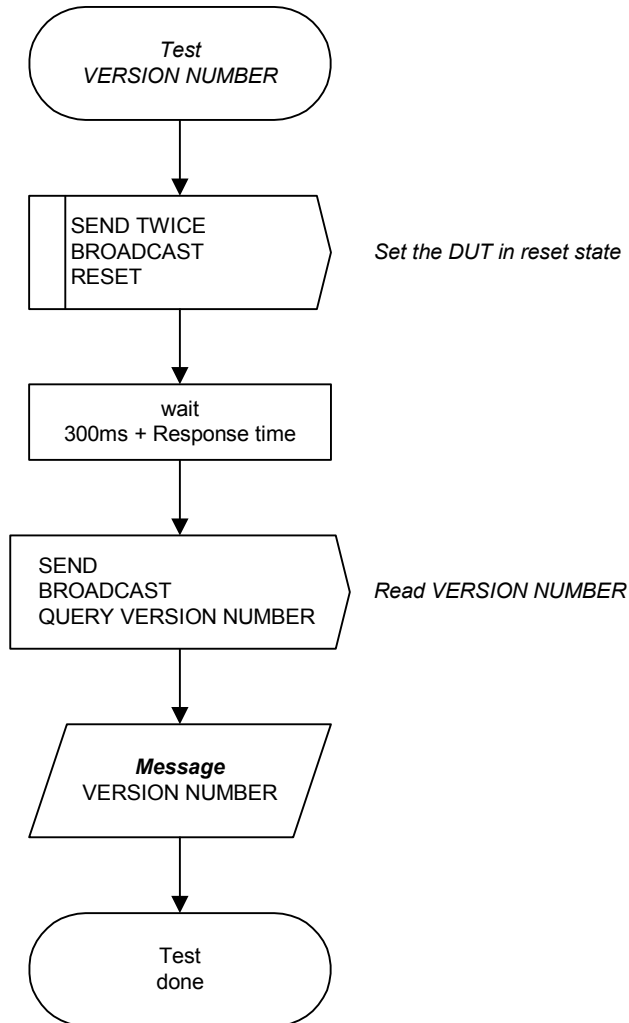 Test
VERSION NUMBER
SEND TWICE
BROADCAST
RESET
Set the DUT in reset state
wait
300ms + Response time
SEND
BROADCAST
QUERY VERSION NUMBER
Read VERSION NUMBER
Message
VERSION NUMBER
Test
done